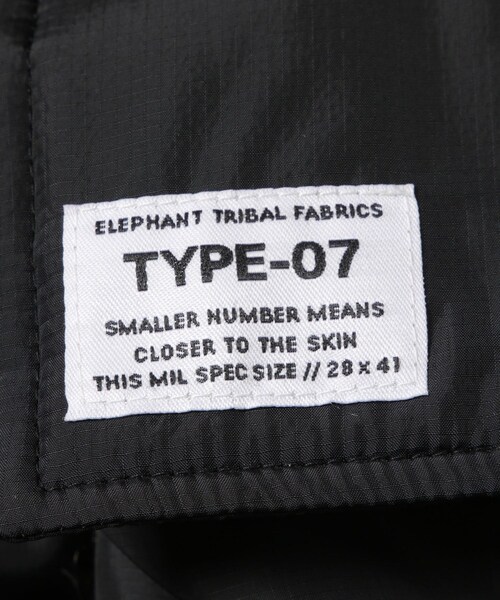 ELEPHANT TRIBAL FABRICS
TYPE-07
SMALLER NUMBER MEANS
CLOSER TO THE SKIN
THIS MIL SPEC SIZE // 28 X 41